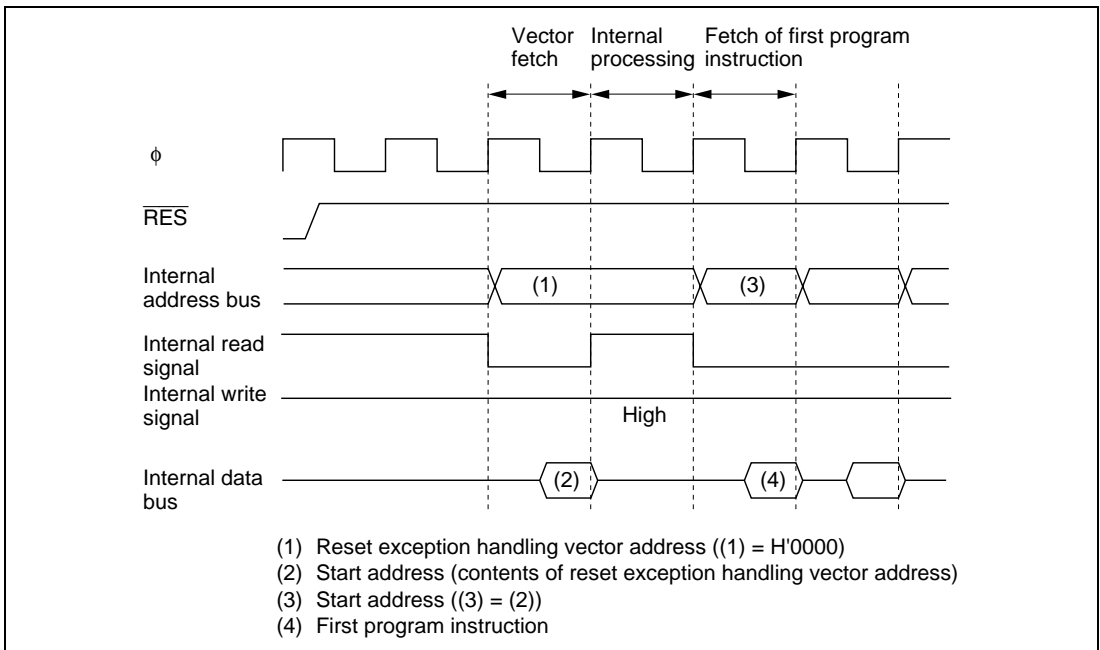 Vector fetch
Internal processing
Fetch of first program instruction
φ
RES
Internal address bus
(1)
(3)
Internal read signal
Internal write signal
High
Internal data bus
(2)
(4)
(1) Reset exception handling vector address ((1) = H'0000)
(2) Start address (contents of reset exception handling vector address)
(3) Start address ((3) = (2))
(4) First program instruction